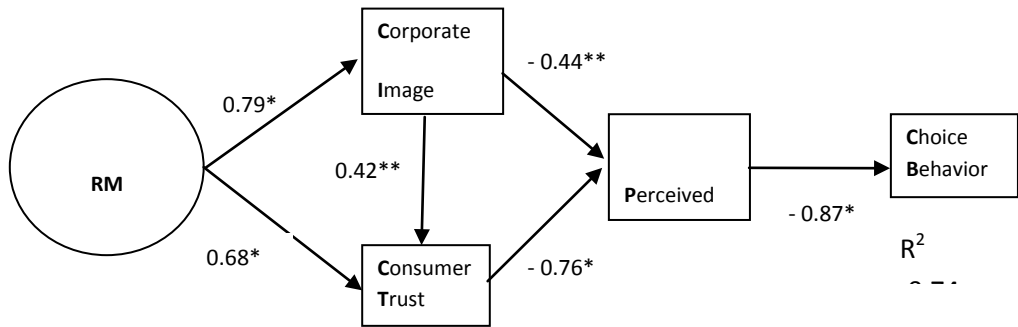 Corporate
Image
- 0.44**
0.79*
Choice
Behavior
0.42**
RM
Perceived
- 0.87*
0.68*
Consumer
Trust
- 0.76*
R²